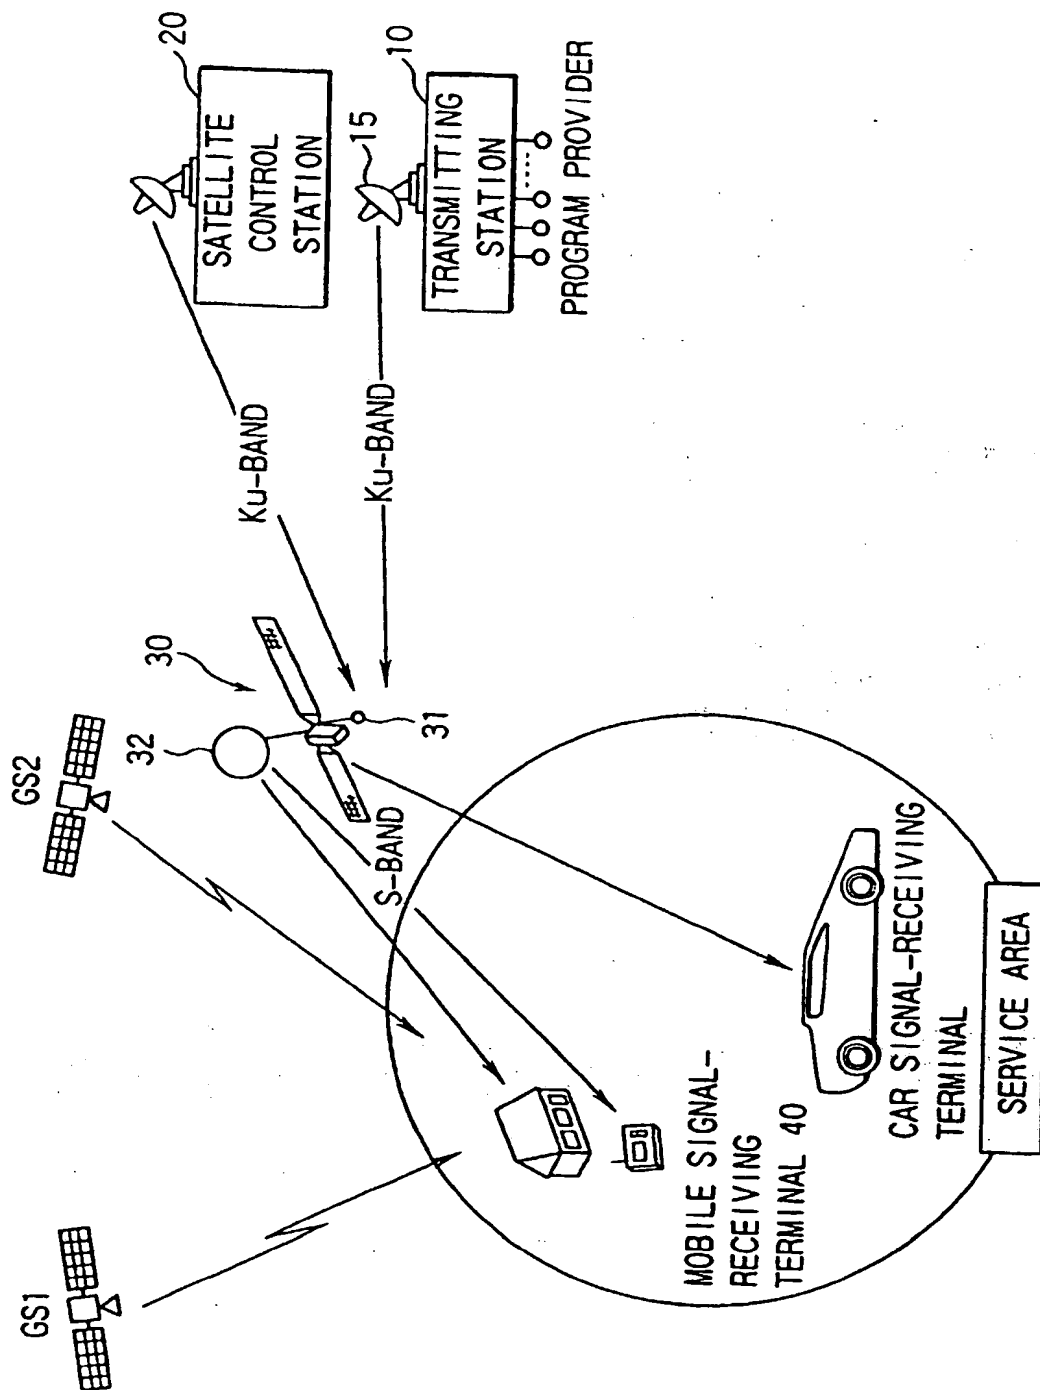 GS1
GS2
30
32
31
20
SATELLITE
CONTROL
STATION
15
10
TRANSMITTING
STATION
PROGRAM PROVIDER
Ku-BAND
Ku-BAND
S-BAND
MOBILE SIGNAL-
RECEIVING
TERMINAL 40
CAR SIGNAL-RECEIVING
TERMINAL
SERVICE AREA